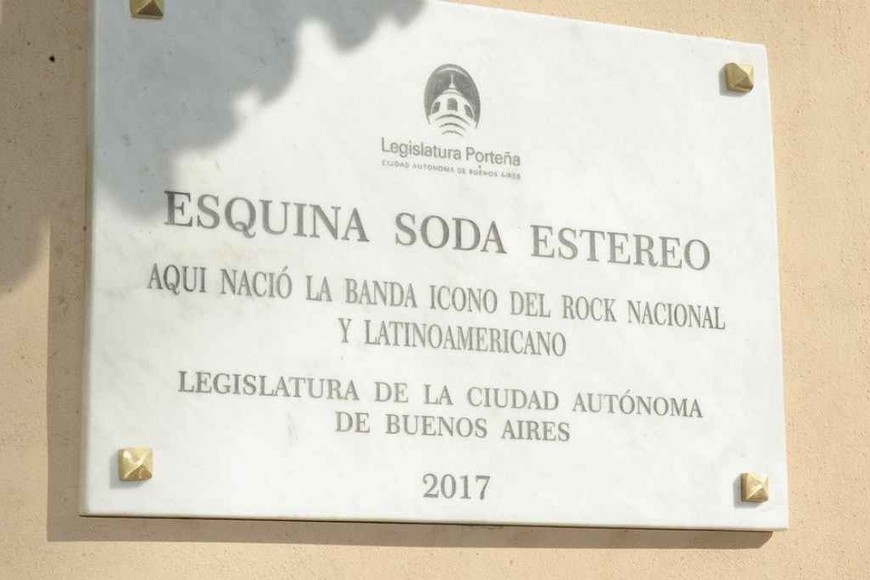 Legislatura Porteña
CIUDAD AUTONOMA DE BUENOS AIRES
ESQUINA SODA ESTEREO
AQUI NACIÓ LA BANDA ICONO DEL ROCK NACIONAL
Y LATINOAMERICANO
LEGISLATURA DE LA CIUDAD AUTÓNOMA
DE BUENOS AIRES
2017